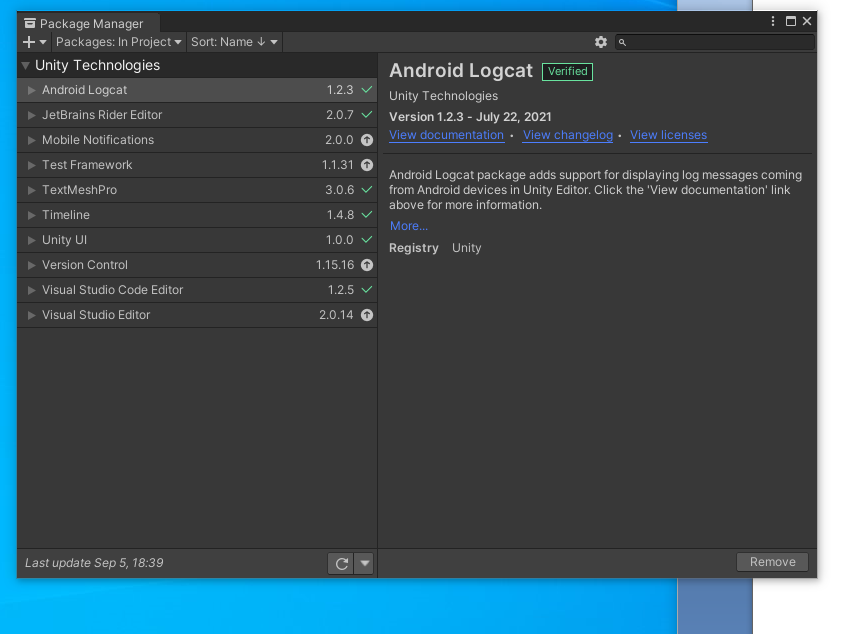 Package Manager
Packages: In Project
Sort: Name ↓
Unity Technologies
Android Logcat 1.2.3
JetBrains Rider Editor 2.0.7
Mobile Notifications 2.0.0
Test Framework 1.1.31
TextMeshPro 3.0.6
Timeline 1.4.8
Unity UI 1.0.0
Version Control 1.15.16
Visual Studio Code Editor 1.2.5
Visual Studio Editor 2.0.14
Last update Sep 5, 18:39
Android Logcat Verified
Unity Technologies
Version 1.2.3 - July 22, 2021
View documentation • View changelog • View licenses
Android Logcat package adds support for displaying log messages coming
from Android devices in Unity Editor. Click the 'View documentation' link
above for more information.
More...
Registry Unity
Remove